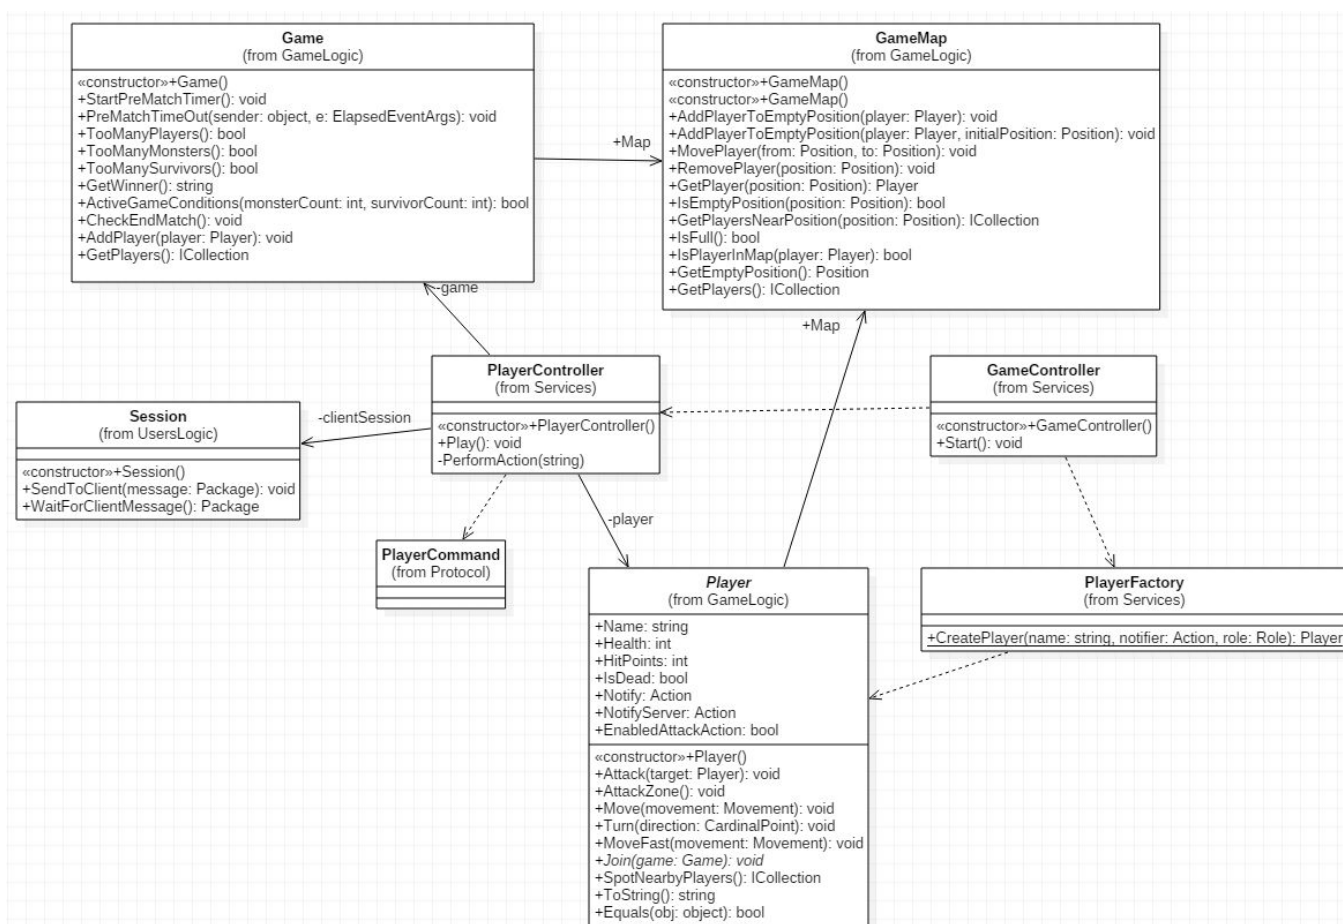 Game
(from GameLogic)
«constructor»+Game()
+StartPreMatchTimer(): void
+PreMatchTimeOut(sender: object, e: ElapsedEventArgs): void
+TooManyPlayers(): bool
+TooManyMonsters(): bool
+TooManySurvivors(): bool
+GetWinner(): string
+ActiveGameConditions(monsterCount: int, survivorCount: int): bool
+CheckEndMatch(): void
+AddPlayer(player: Player): void
+GetPlayers(): ICollection
+Map
GameMap
(from GameLogic)
«constructor»+GameMap()
«constructor»+GameMap()
+AddPlayerToEmptyPosition(player: Player): void
+AddPlayerToEmptyPosition(player: Player, initialPosition: Position): void
+MovePlayer(from: Position, to: Position): void
+RemovePlayer(position: Position): void
+GetPlayer(position: Position): Player
+IsEmptyPosition(position: Position): bool
+GetPlayersNearPosition(position: Position): ICollection
+IsFull(): bool
+IsPlayerInMap(player: Player): bool
+GetEmptyPosition(): Position
+GetPlayers(): ICollection
-game
+Map
PlayerController
(from Services)
«constructor»+PlayerController()
+Play(): void
-PerformAction(string)
GameController
(from Services)
«constructor»+GameController()
+Start(): void
-clientSession
Session
(from UsersLogic)
«constructor»+Session()
+SendToClient(message: Package): void
+WaitForClientMessage(): Package
-player
PlayerCommand
(from Protocol)
Player
(from GameLogic)
+Name: string
+Health: int
+HitPoints: int
+IsDead: bool
+Notify: Action
+NotifyServer: Action
+EnabledAttackAction: bool
«constructor»+Player()
+Attack(target: Player): void
+AttackZone(): void
+Move(movement: Movement): void
+Turn(direction: CardinalPoint): void
+MoveFast(movement: Movement): void
+Join(game: Game): void
+SpotNearbyPlayers(): ICollection
+ToString(): string
+Equals(obj: object): bool
PlayerFactory
(from Services)
+CreatePlayer(name: string, notifier: Action, role: Role): Player